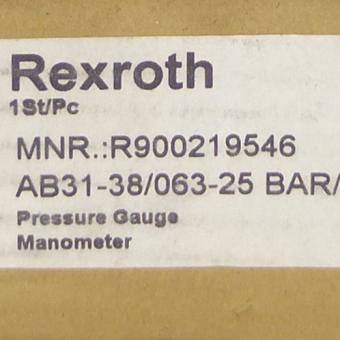 Rexroth
1St/Pc
MNR.:R900219546
AB31-38/063-25 BAR/
Pressure Gauge
Manometer